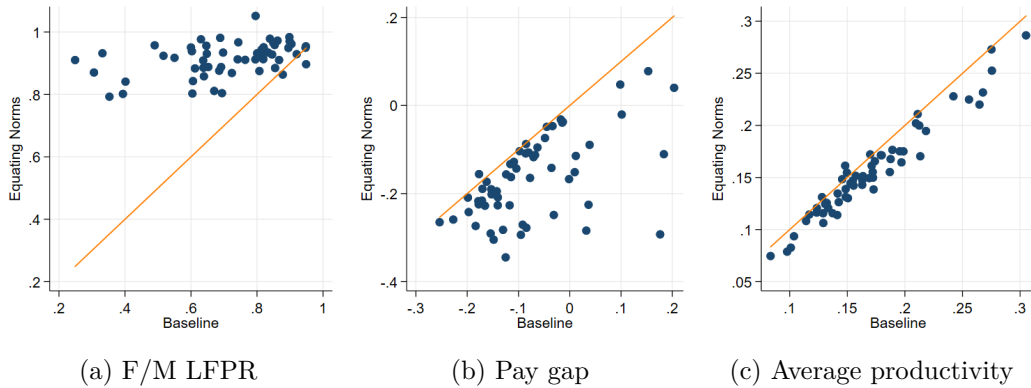 Equating Norms
1
.8
.6
.4
.2
.2 .4 .6 .8 1
Baseline
(a) F/M LFPR
Equating Norms
.2
0
-.2
-.4
-.3 -.2 -.1 0 .1 .2
Baseline
(b) Pay gap
Equating Norms
.3
.25
.2
.15
.1
.05
.1 .15 .2 .25 .3
Baseline
(c) Average productivity